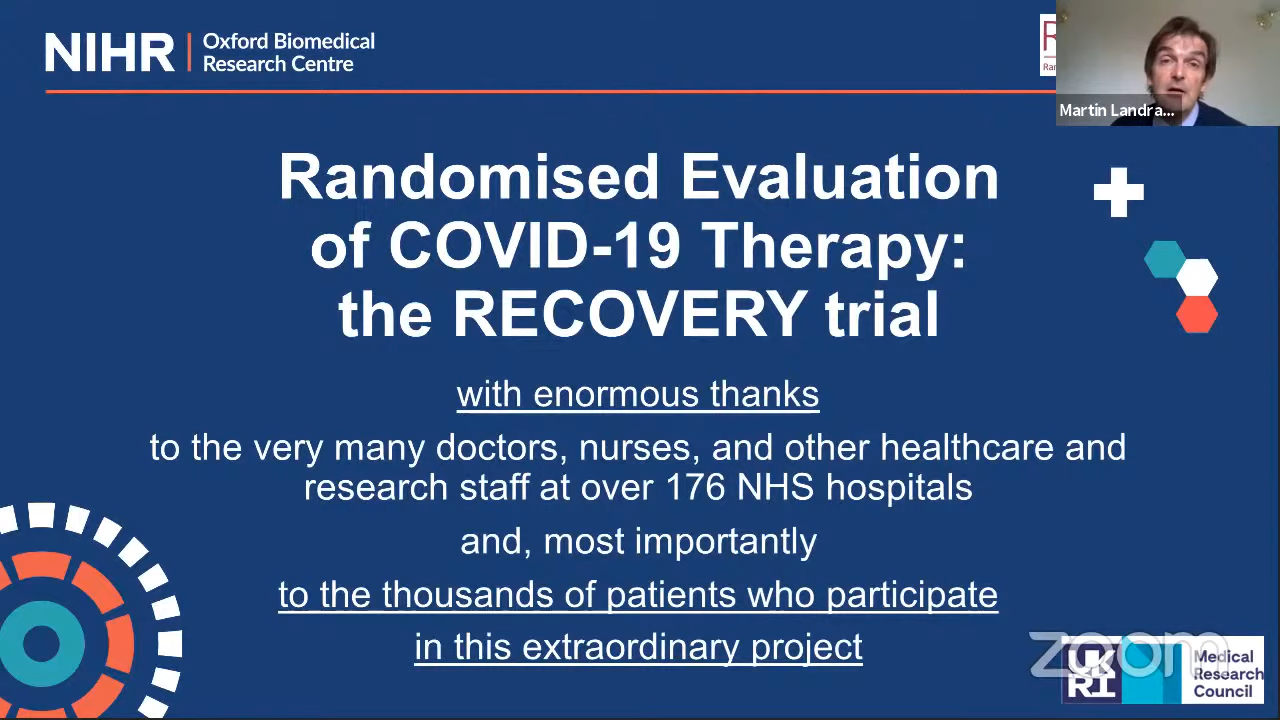 NIHR Oxford Biomedical
Research Centre
R
Ran
Martin Landra...
Randomised Evaluation
of COVID-19 Therapy:
the RECOVERY trial
with enormous thanks
to the very many doctors, nurses, and other healthcare and
research staff at over 176 NHS hospitals
and, most importantly
to the thousands of patients who participate
in this extraordinary project
zoom
UK
RI
Medical
Research
Council